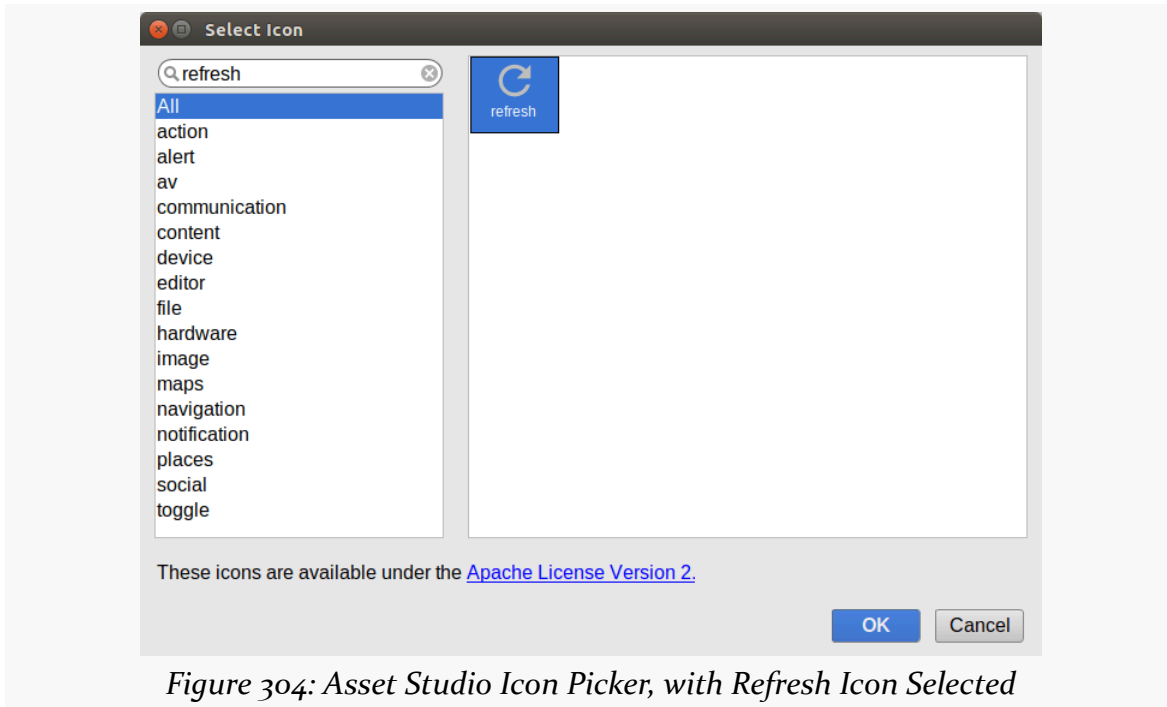 Select Icon
refresh
All
action
alert
av
communication
content
device
editor
file
hardware
image
maps
navigation
notification
places
social
toggle
refresh
These icons are available under the Apache License Version 2.
OK Cancel
Figure 304: Asset Studio Icon Picker, with Refresh Icon Selected